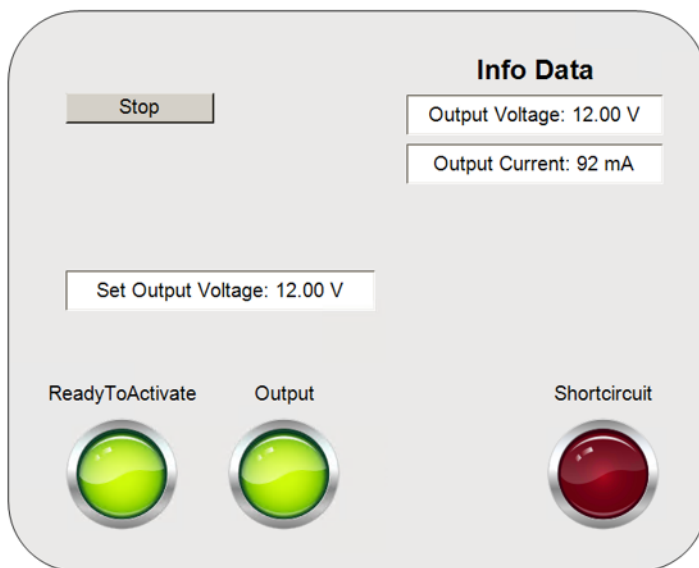 Info Data
Stop
Output Voltage: 12.00 V
Output Current: 92 mA
Set Output Voltage: 12.00 V
ReadyToActivate
Output
Shortcircuit